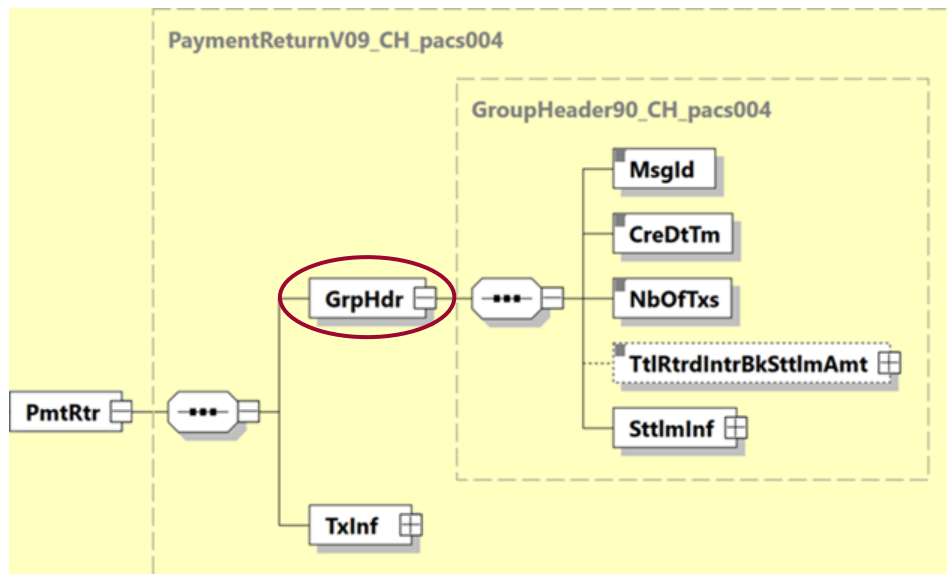 PaymentReturnV09_CH_pacs004
GroupHeader90_CH_pacs004
MsgId
CreDtTm
GrpHdr
NbOfTxs
TtlRtrdIntrBkSttlmAmt
PmtRtr
SttlmInf
TxInf